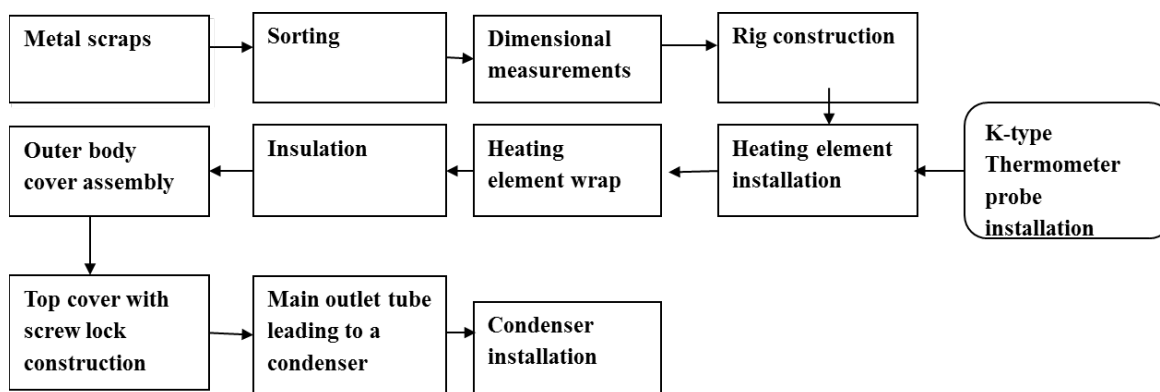 Metal scraps
Sorting
Dimensional
measurements
Rig construction
Outer body
cover assembly
Insulation
Heating
element wrap
Heating element
installation
K-type
Thermometer
probe
installation
Top cover with
screw lock
construction
Main outlet tube
leading to a
condenser
Condenser
installation